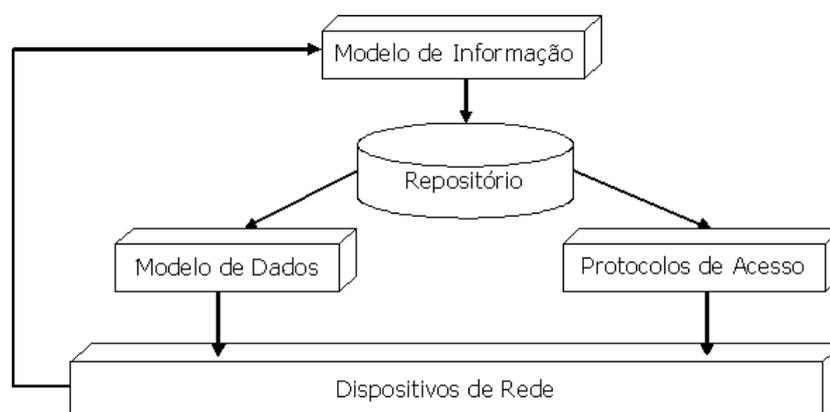 Modelo de Informação
Repositório
Modelo de Dados
Protocolos de Acesso
Dispositivos de Rede